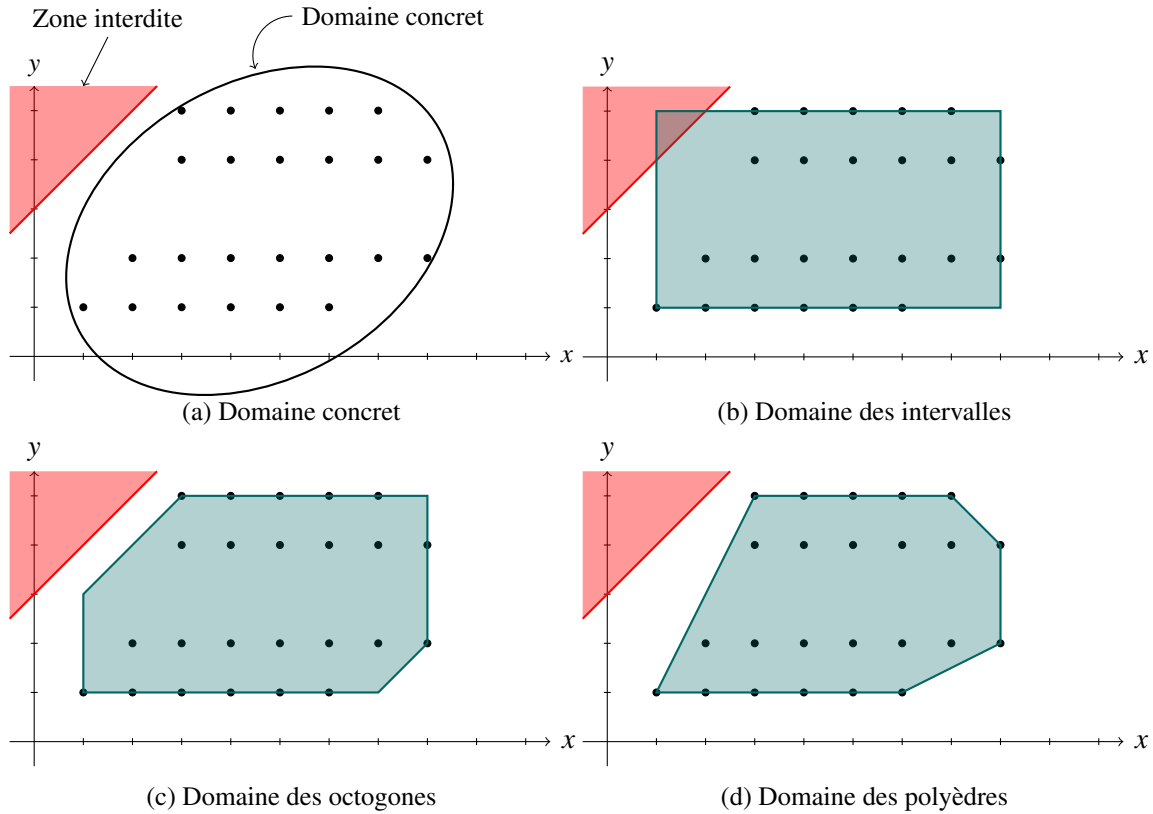 Zone interdite
Domaine concret
y
x
(a) Domaine concret
y
x
(b) Domaine des intervalles
y
x
(c) Domaine des octogones
y
x
(d) Domaine des polyèdres